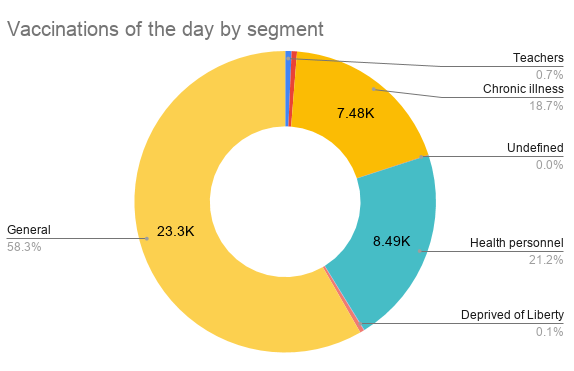 Vaccinations of the day by segment
Teachers
0.7%
Chronic illness
18.7%
7.48K
Undefined
0.0%
General
58.3%
23.3K
8.49K
Health personnel
21.2%
Deprived of Liberty
0.1%